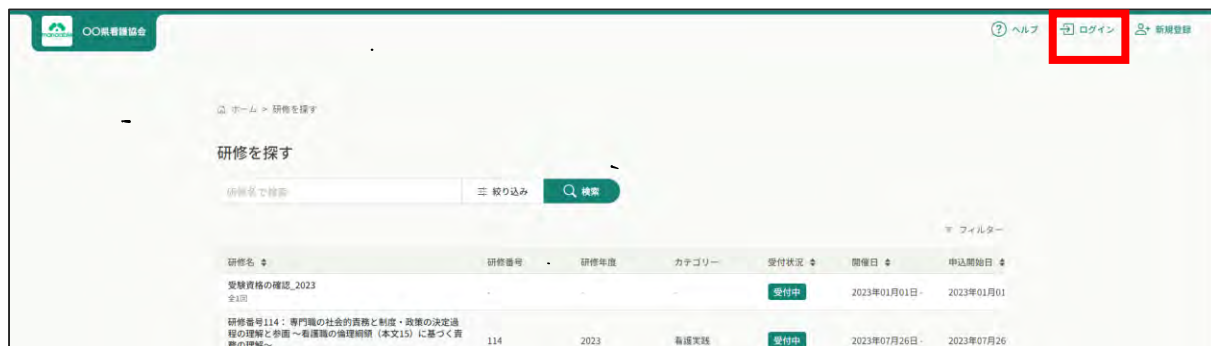 manaable
〇〇県看護協会
ヘルプ
ログイン
新規登録
ホーム > 研修を探す
研修を探す
研修名で検索
絞り込み
検索
フィルター
研修名 研修番号 研修年度 カテゴリー 受付状況 開催日 申込開始日
受験資格の確認_2023
全1回
- - - 受付中 2023年01月01日 - 2023年01月01
研修番号114： 専門職の社会的責務と制度・政策の決定過
程の理解と参画 ～看護職の倫理綱領（本文15）に基づく責
務の理解～
114 2023 看護実践 受付中 2023年07月26日 - 2023年07月26